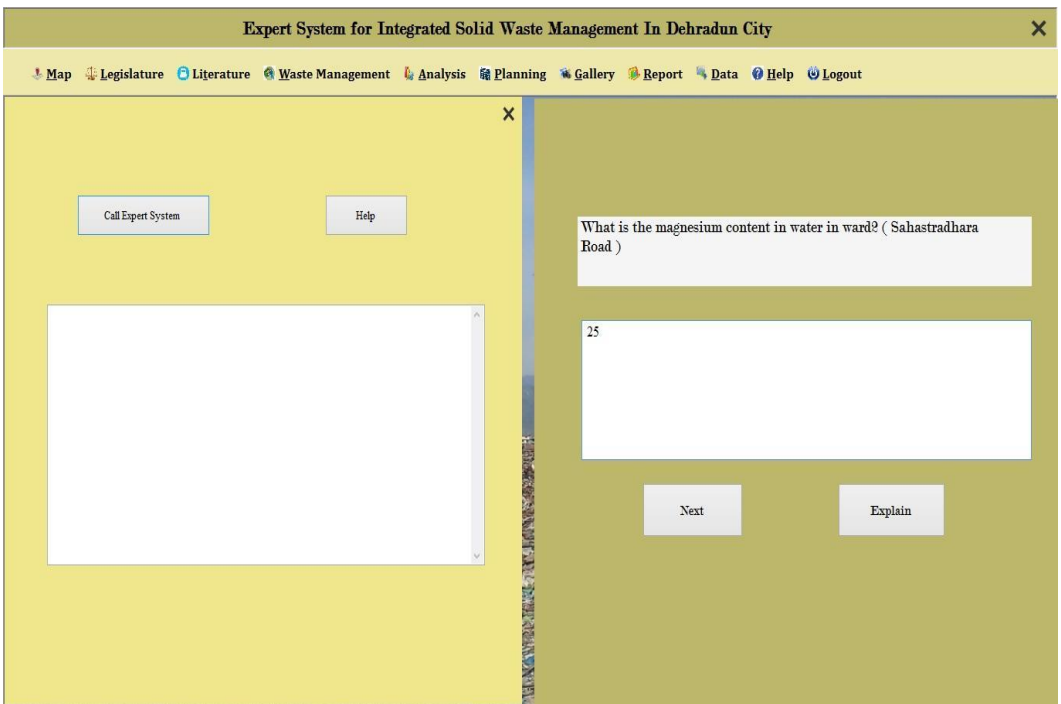 Expert System for Integrated Solid Waste Management In Dehradun City
Map Legislature Literature Waste Management Analysis Planning Gallery Report Data Help Logout
Call Expert System Help
What is the magnesium content in water in ward? ( Sahastradhara
Road )
25
Next Explain